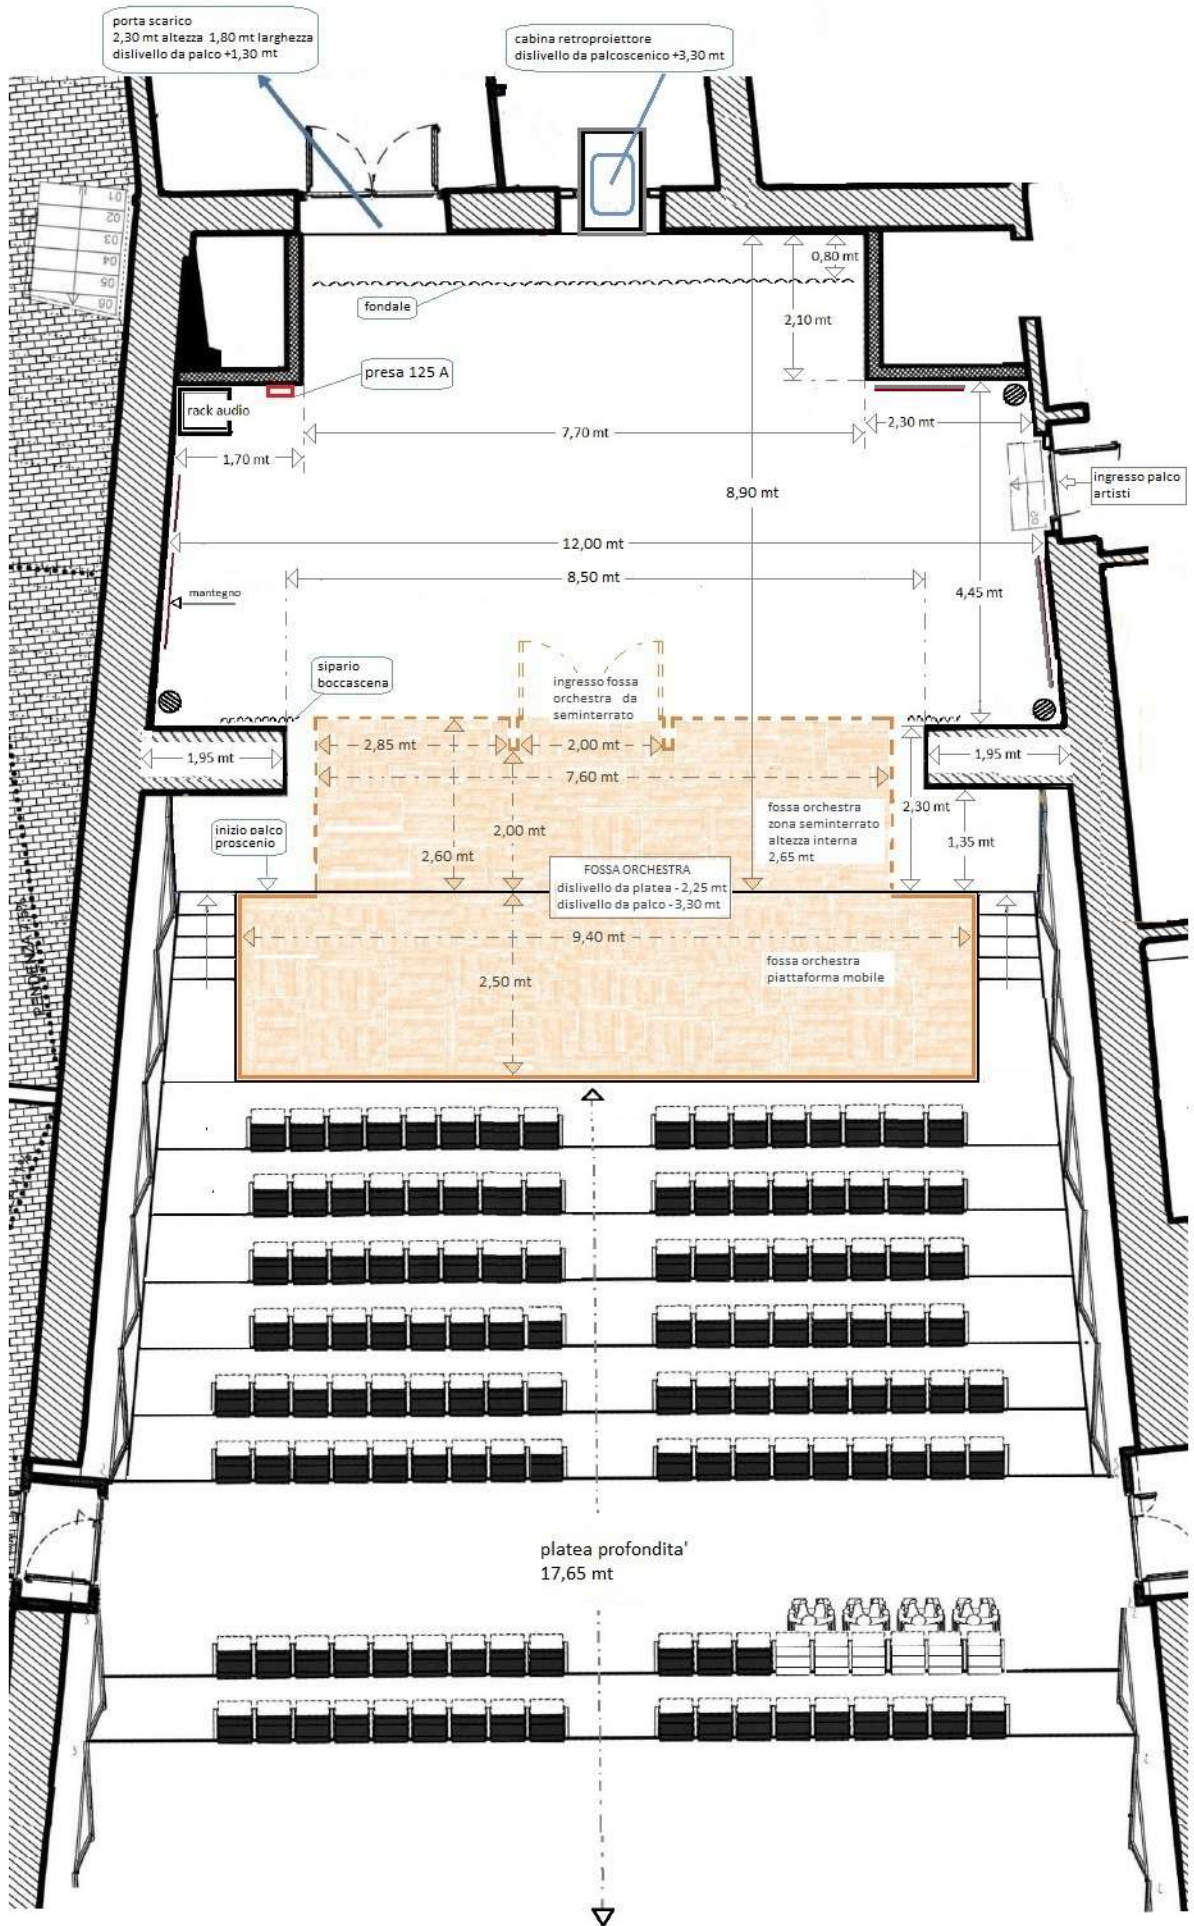 porta scarico
2,30 mt altezza 1,80 mt larghezza
dislivello da palco +1,30 mt
cabina retroproiettore
dislivello da palcoscenico +3,30 mt
01
02
03
04
05
06
0,80 mt
fondale
2,10 mt
presa 125 A
rack audio
2,30 mt
7,70 mt
1,70 mt
ingresso palco
artisti
8,90 mt
12,00 mt
8,50 mt
mantegno
4,45 mt
sipario
boccascena
ingresso fossa
orchestra da
seminterrato
2,85 mt
2,00 mt
1,95 mt
1,95 mt
7,60 mt
fossa orchestra
zona seminterrato
altezza interna
2,65 mt
2,30 mt
inizio palco
proscenio
2,00 mt
1,35 mt
2,60 mt
FOSSA ORCHESTRA
dislivello da platea - 2,25 mt
dislivello da palco - 3,30 mt
9,40 mt
fossa orchestra
piattaforma mobile
2,50 mt
platea profondita'
17,65 mt